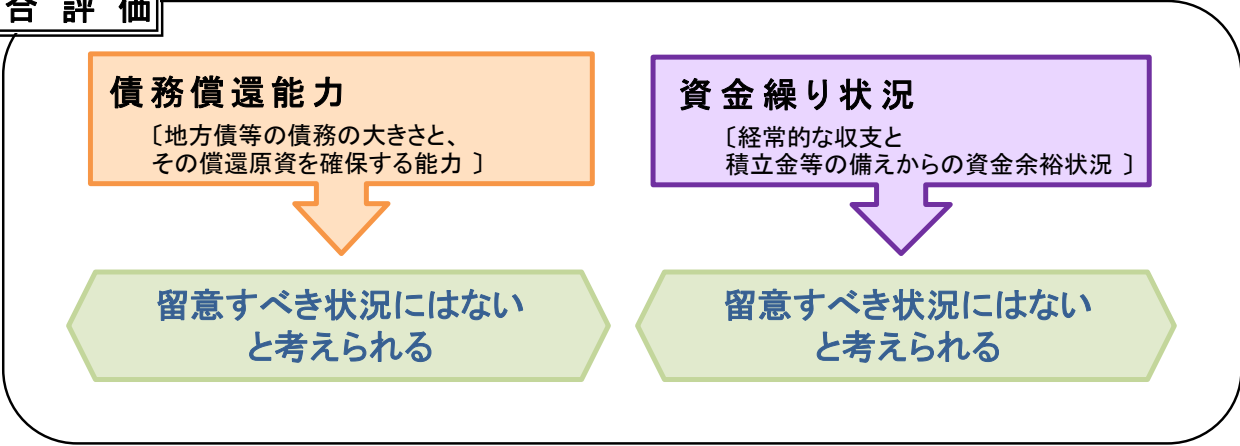 合評価
債務償還能力
〔地方債等の債務の大きさと、
その償還原資を確保する能力 〕
資金繰り状況
〔経常的な収支と
積立金等の備えからの資金余裕状況 〕
留意すべき状況にはない
と考えられる
留意すべき状況にはない
と考えられる